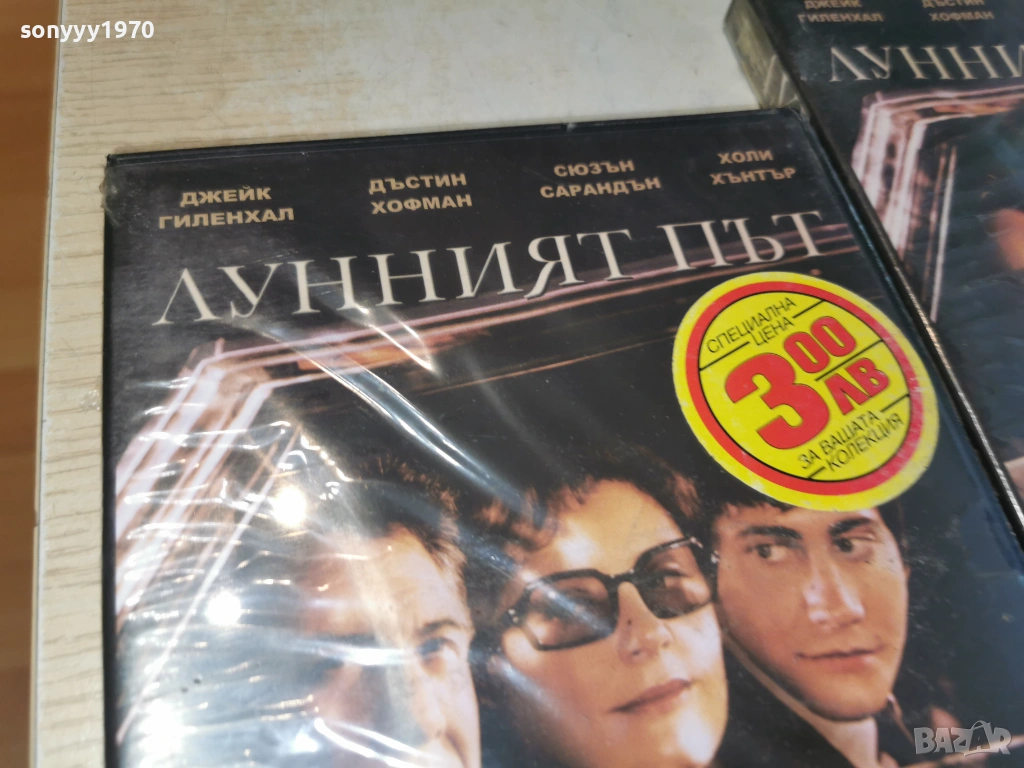 sonyyy1970
ДЖЕЙК
ГИЛЕНХАЛ
ДЪСТИН
ХОФМАН
СЮЗЪН
САРАНДЪН
ХОЛИ
ХЪНТЪР
ЛУННИЯТ ПЪТ
СПЕЦИАЛНА
ЦЕНА
3.00
ЛВ
ЗА ВАШАТА
КОЛЕКЦИЯ
ДЖЕЙК
ГИЛЕНХАЛ
ДЪСТИН
ХОФМАН
ЛУННИ
BAZAR